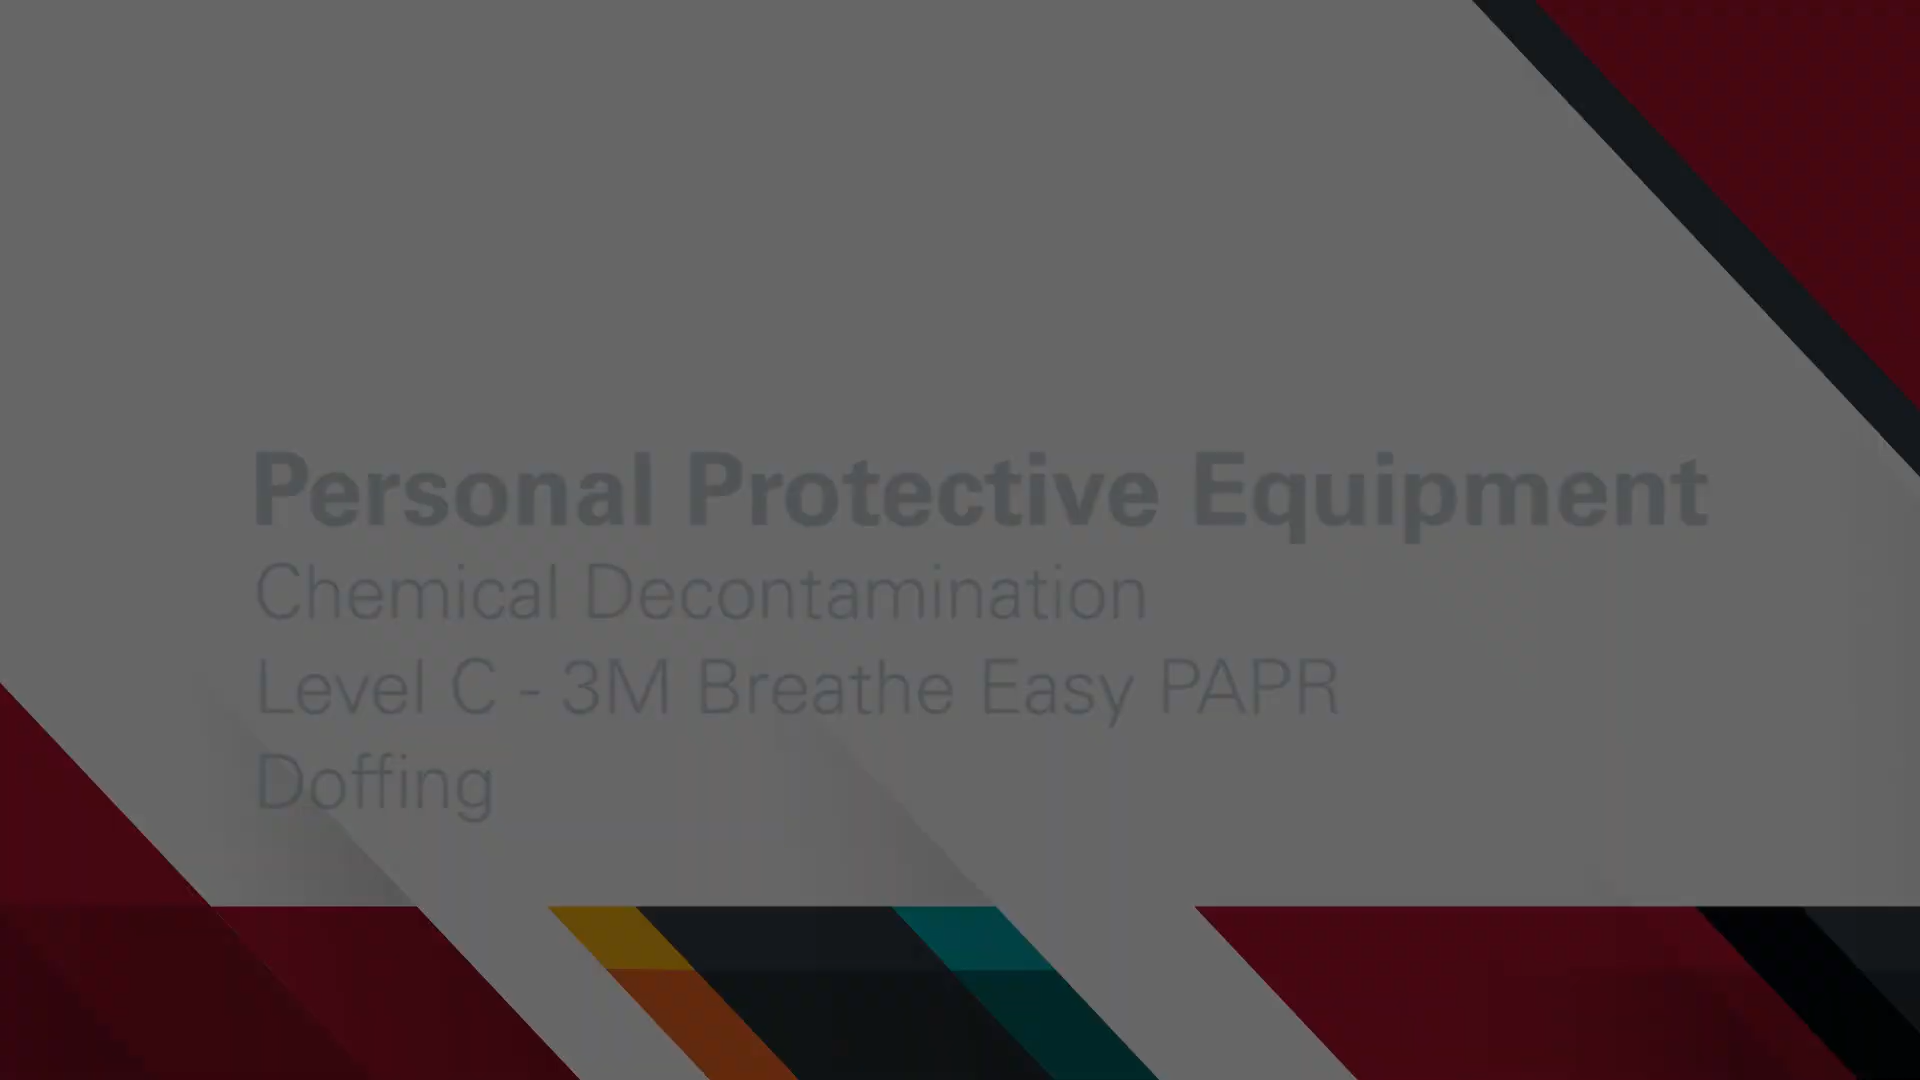 Personal Protective Equipment
Chemical Decontamination
Level C - 3M Breathe Easy PAPR
Doffing